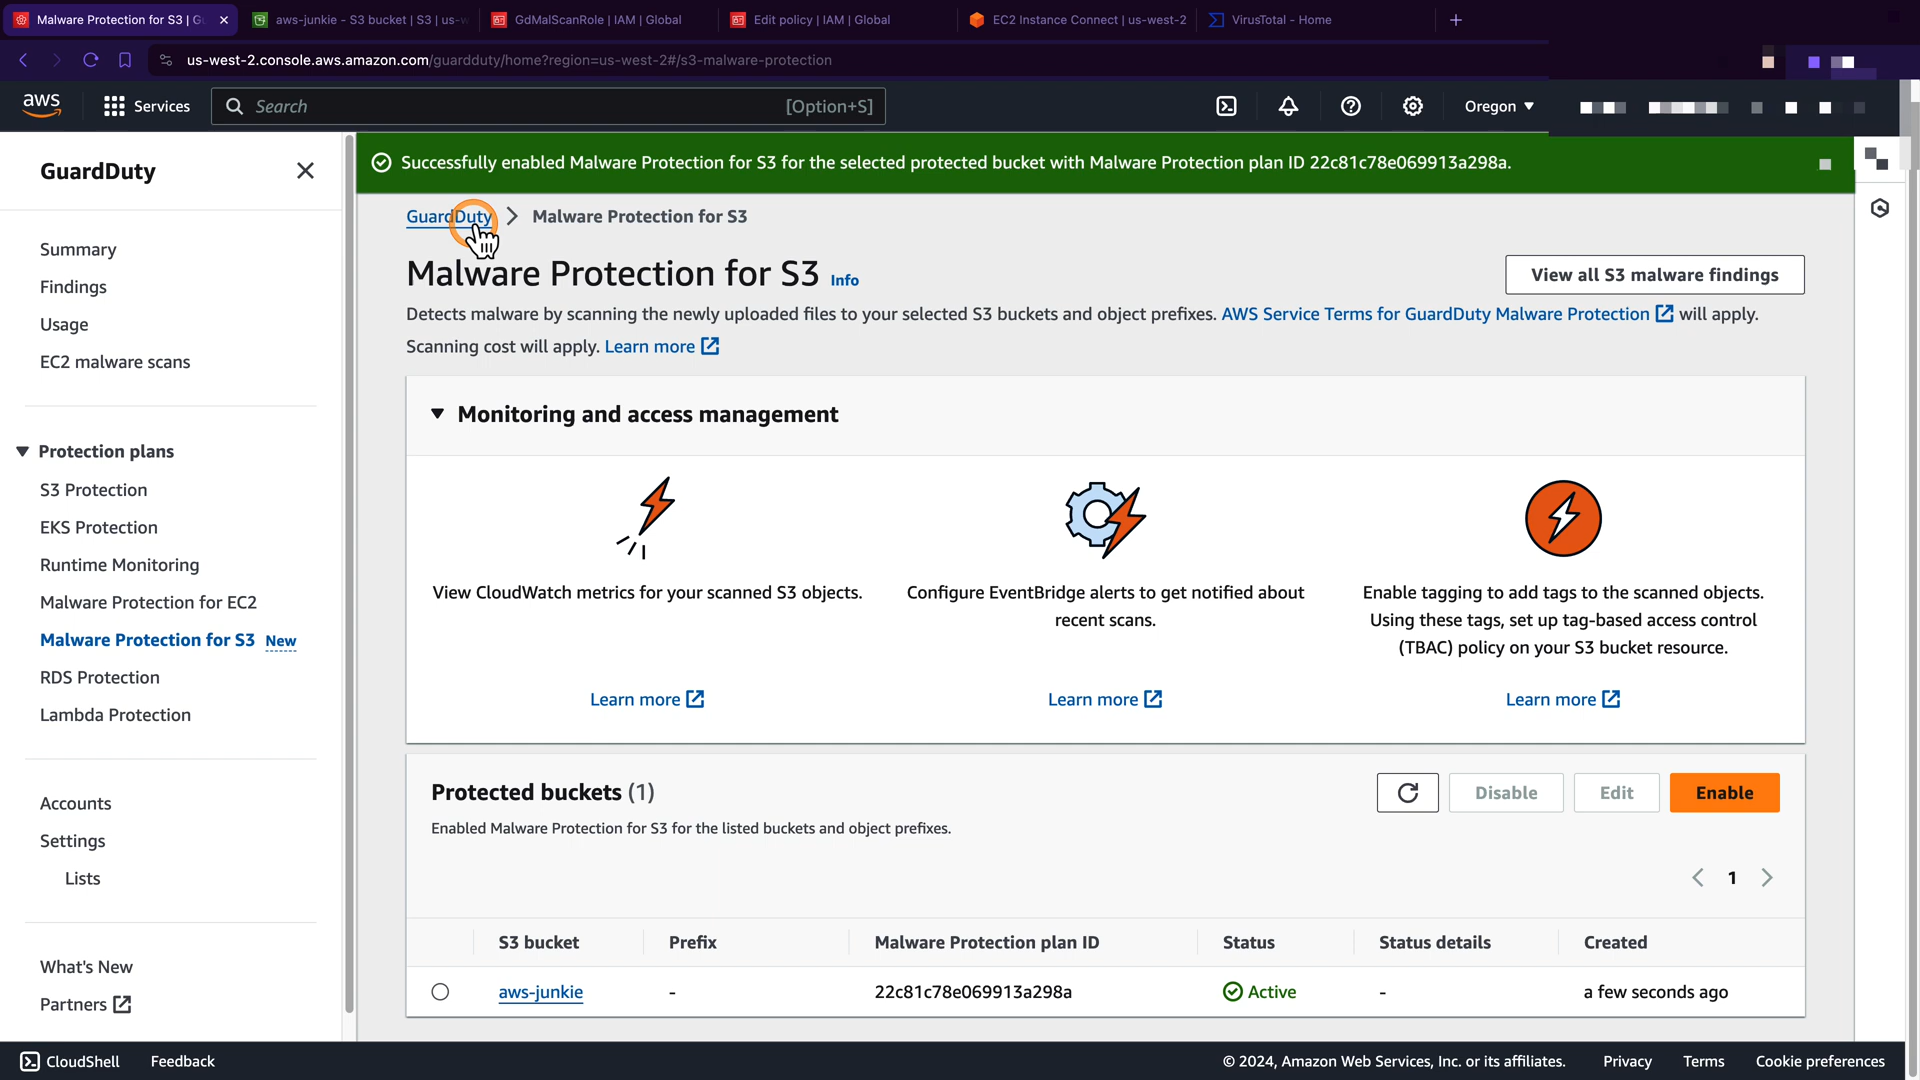 Malware Protection for S3 | G
aws-junkie - S3 bucket | S3 | us-w
GdMalScanRole | IAM | Global
Edit policy | IAM | Global
EC2 Instance Connect | us-west-2
VirusTotal - Home
us-west-2.console.aws.amazon.com/guardduty/home?region=us-west-2#/s3-malware-protection
aws
Services
Search
[Option+S]
Oregon
GuardDuty
Successfully enabled Malware Protection for S3 for the selected protected bucket with Malware Protection plan ID 22c81c78e069913a298a.
Summary
Findings
Usage
EC2 malware scans
Protection plans
S3 Protection
EKS Protection
Runtime Monitoring
Malware Protection for EC2
Malware Protection for S3 New
RDS Protection
Lambda Protection
Accounts
Settings
Lists
What's New
Partners
GuardDuty > Malware Protection for S3
Malware Protection for S3 Info
View all S3 malware findings
Detects malware by scanning the newly uploaded files to your selected S3 buckets and object prefixes. AWS Service Terms for GuardDuty Malware Protection will apply.
Scanning cost will apply. Learn more
Monitoring and access management
View CloudWatch metrics for your scanned S3 objects.
Learn more
Configure EventBridge alerts to get notified about
recent scans.
Learn more
Enable tagging to add tags to the scanned objects.
Using these tags, set up tag-based access control
(TBAC) policy on your S3 bucket resource.
Learn more
Protected buckets (1)
Disable
Edit
Enable
Enabled Malware Protection for S3 for the listed buckets and object prefixes.
1
S3 bucket Prefix Malware Protection plan ID Status Status details Created
aws-junkie - 22c81c78e069913a298a Active - a few seconds ago
CloudShell Feedback
© 2024, Amazon Web Services, Inc. or its affiliates. Privacy Terms Cookie preferences